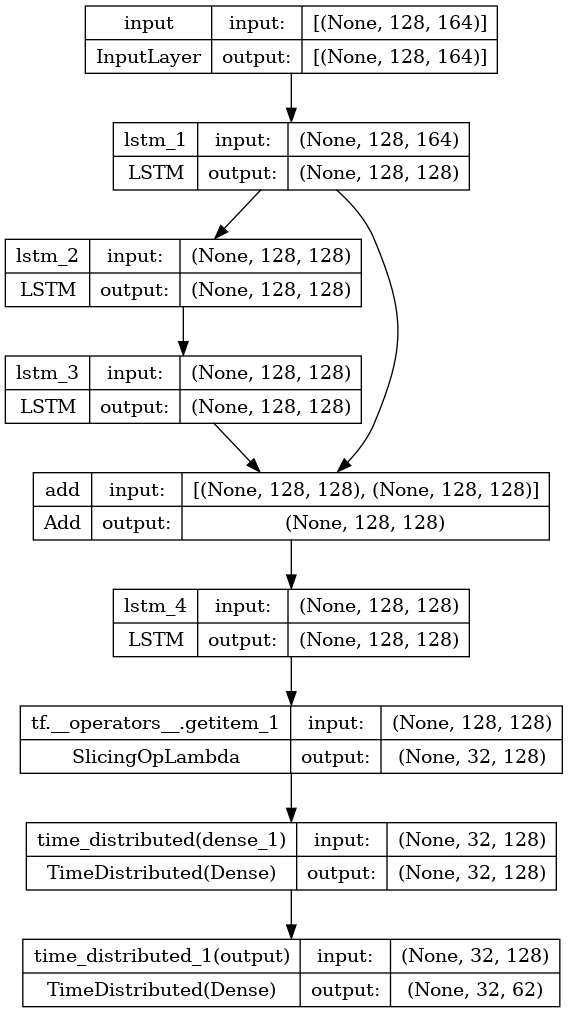 input input: [(None, 128, 164)]
InputLayer output: [(None, 128, 164)]
lstm_1 input: (None, 128, 164)
LSTM output: (None, 128, 128)
lstm_2 input: (None, 128, 128)
LSTM output: (None, 128, 128)
lstm_3 input: (None, 128, 128)
LSTM output: (None, 128, 128)
add input: [(None, 128, 128), (None, 128, 128)]
Add output: (None, 128, 128)
lstm_4 input: (None, 128, 128)
LSTM output: (None, 128, 128)
tf.__operators__.getitem_1 input: (None, 128, 128)
SlicingOpLambda output: (None, 32, 128)
time_distributed(dense_1) input: (None, 32, 128)
TimeDistributed(Dense) output: (None, 32, 128)
time_distributed_1(output) input: (None, 32, 128)
TimeDistributed(Dense) output: (None, 32, 62)